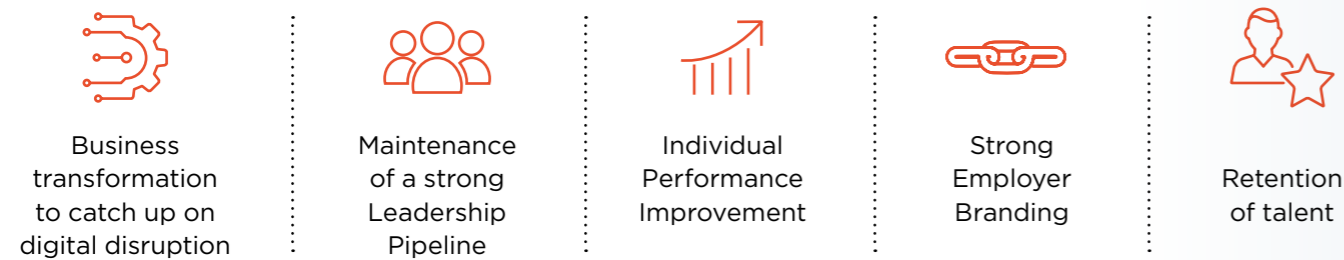 Business
transformation
to catch up on
digital disruption
Maintenance
of a strong
Leadership
Pipeline
Individual
Performance
Improvement
Strong
Employer
Branding
Retention
of talent